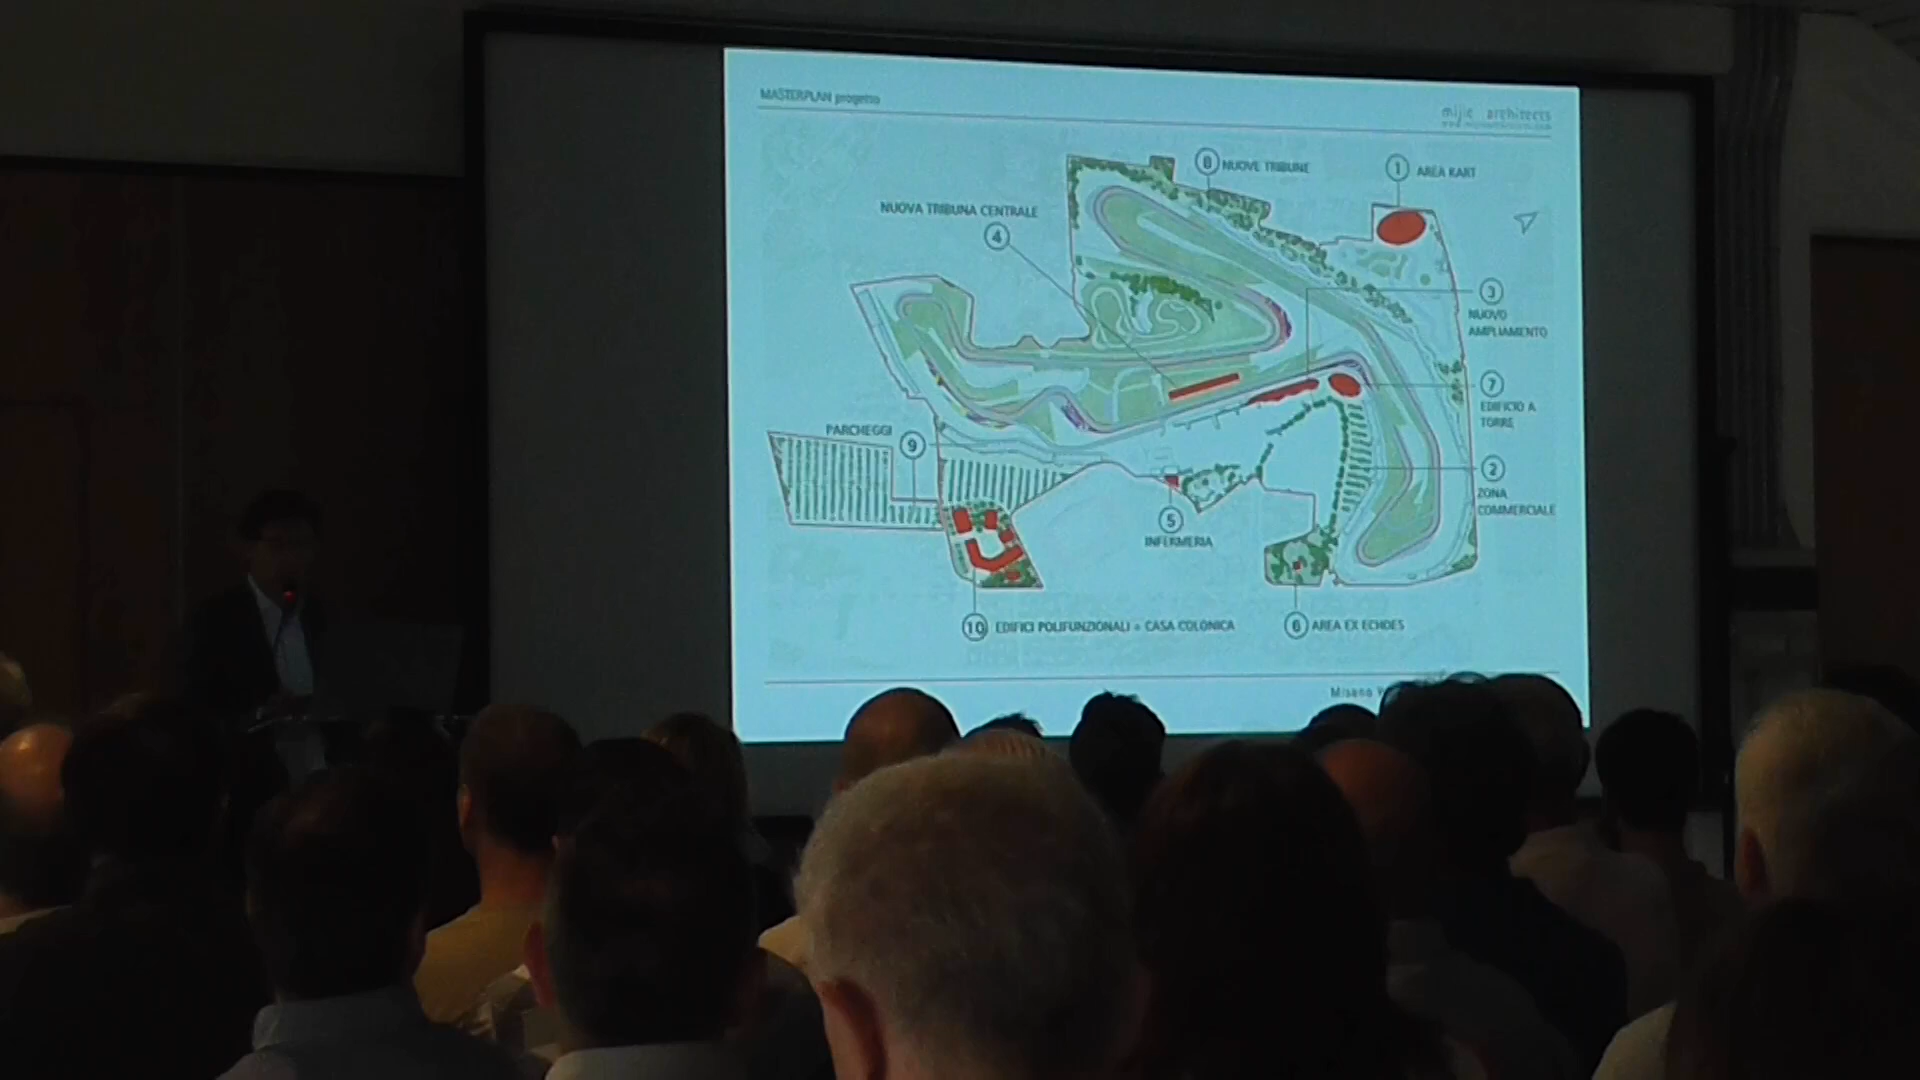 MASTERPLAN progetto
mijic architects
8 NUOVE TRIBUNE
1 AREA KART
NUOVA TRIBUNA CENTRALE
4
3
NUOVO
AMPLIAMENTO
7
EDIFICIO A
TORRE
PARCHEGGI
9
2
ZONA
COMMERCIALE
5
INFERMERIA
10 EDIFICI POLIFUNZIONALI + CASA COLONICA
6 AREA EX ECHOES
Misano